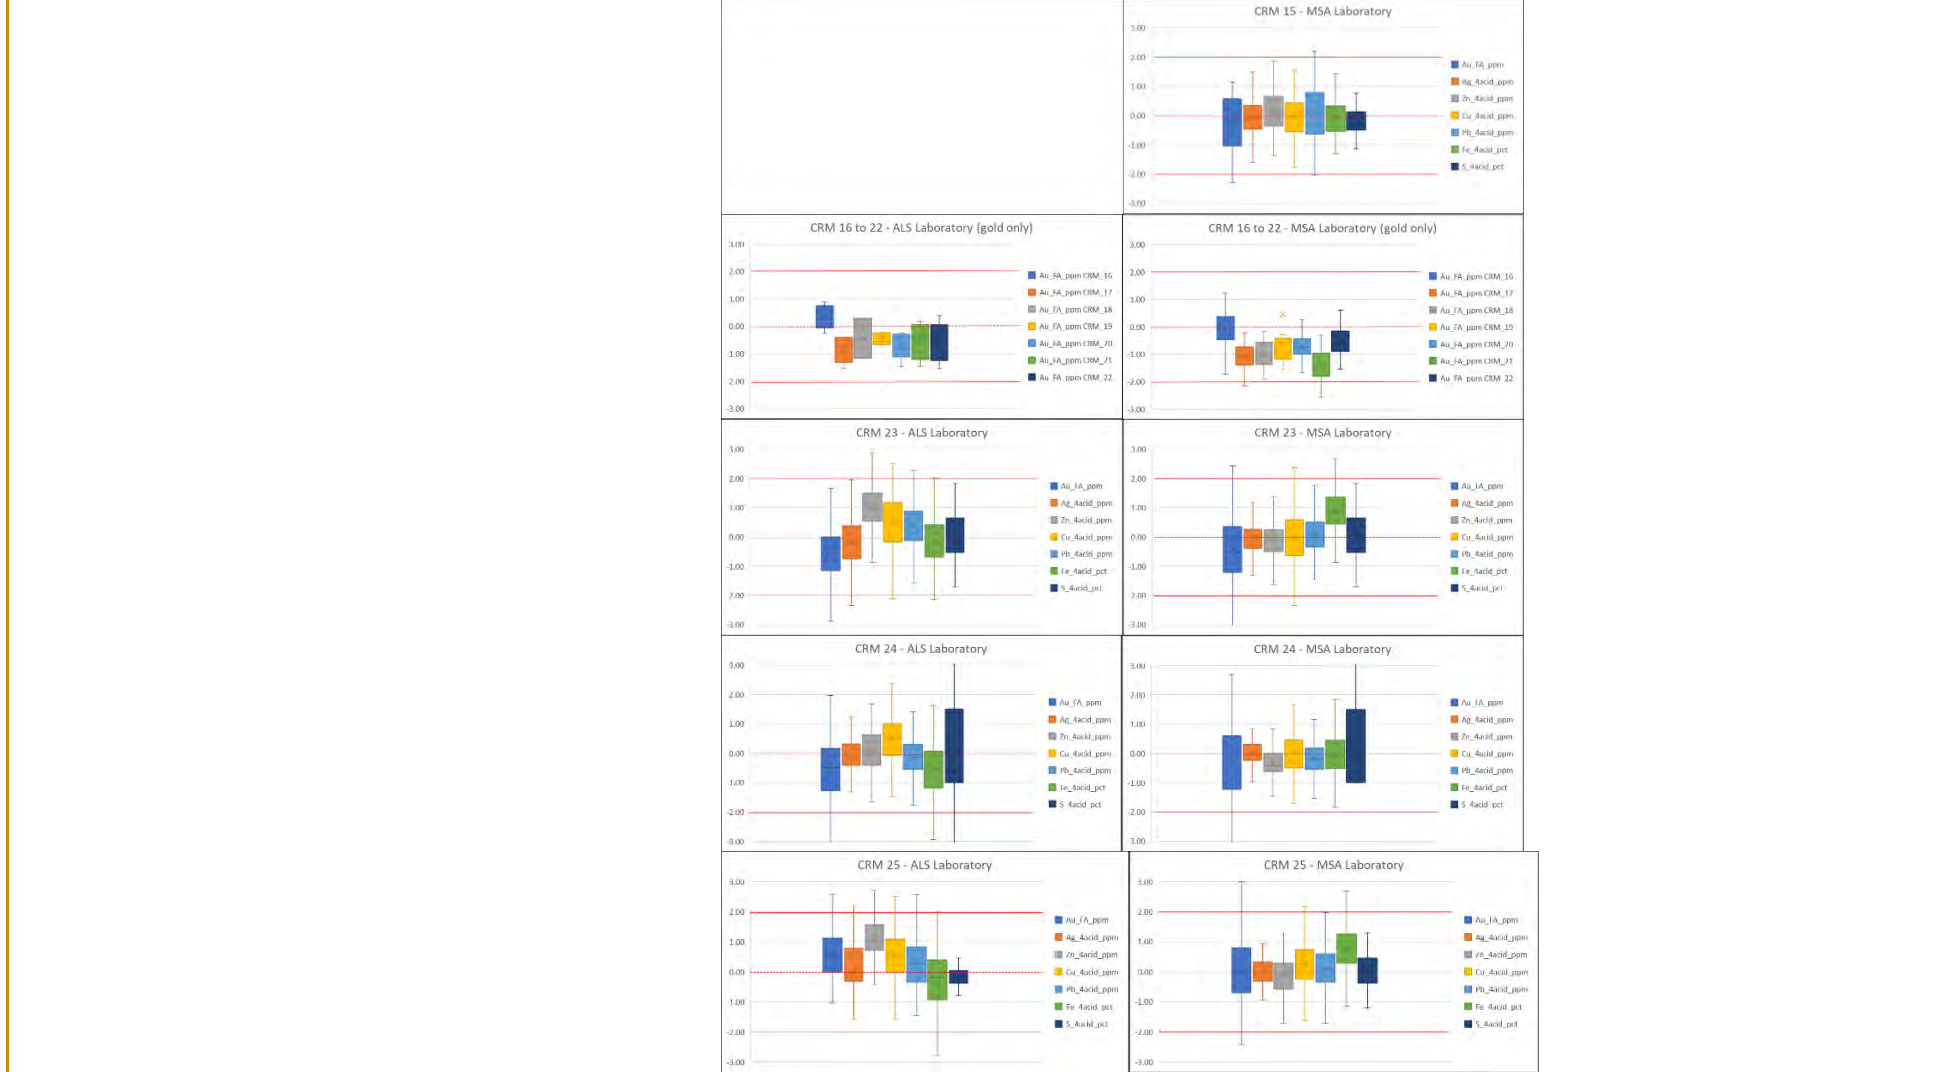 CRM 15 - MSA Laboratory
3.00
2.00
1.00
0.00
-1.00
-2.00
-3.00
Au_FA_ppm
Ag_4acid_ppm
Zn_4acid_ppm
Cu_4acid_ppm
Pb_4acid_ppm
Fe_4acid_pct
S_4acid_pct
CRM 16 to 22 - ALS Laboratory (gold only)
3.00
2.00
1.00
0.00
-1.00
2.00
-3.00
Au_FA_ppm CRM_16
Au_FA_ppm CRM_17
Au_FA_ppm CRM_18
Au_FA_ppm CRM_19
Au_FA_ppm CRM_20
Au_FA_ppm CRM_21
Au_FA_ppm CRM_22
CRM 16 to 22 - MSA Laboratory (gold only)
3.00
2.00
1.00
0.00
-1.00
-2.00
-3.00
Au_FA_ppm CRM_16
Au_FA_ppm CRM_17
Au_FA_ppm CRM_18
Au_FA_ppm CRM_19
Au_FA_ppm CRM_20
Au_FA_ppm CRM_21
Au_FA_ppm CRM_22
CRM 23 - ALS Laboratory
3.00
2.00
1.00
0.00
-1.00
2.00
-3.00
Au_FA_ppm
Ag_4acid_ppm
Zn_4acid_ppm
Cu_4acid_ppm
Pb_4acid_ppm
Fe_4acid_pct
S_4acid_pct
CRM 23 - MSA Laboratory
3.00
2.00
1.00
0.00
-1.00
2.00
-3.00
Au_FA_ppm
Ag_4acid_ppm
Zn_4acid_ppm
Cu_4acid_ppm
Pb_4acid_ppm
Fe_4acid_pct
S_4acid_pct
CRM 24 - ALS Laboratory
3.00
2.00
1.00
0.00
-1.00
-2.00
-3.00
Au_FA_ppm
Ag_4acid_ppm
Zn_4acid_ppm
Cu_4acid_ppm
Pb_4acid_ppm
Fe_4acid_pct
S_4acid_pct
CRM 24 - MSA Laboratory
3.00
2.00
1.00
0.00
-1.00
-2.00
3.00
Au_FA_ppm
Ag_4acid_ppm
Zn_4acid_ppm
Cu_4acid_ppm
Pb_4acid_ppm
Fe_4acid_pct
S_4acid_pct
CRM 25 - ALS Laboratory
3.00
2.00
1.00
0.00
1.00
-2.00
-3.00
Au_FA_ppm
Ag_4acid_ppm
Zn_4acid_ppm
Cu_4acid_ppm
Pb_4acid_ppm
Fe_4acid_pct
S_4acid_pct
CRM 25 - MSA Laboratory
3.00
2.00
1.00
0.00
-1.00
-2.00
-3.00
Au_FA_ppm
Ag_4acid_ppm
Zn_4acid_ppm
Cu_4acid_ppm
Pb_4acid_ppm
Fe_4acid_pct
S_4acid_pct